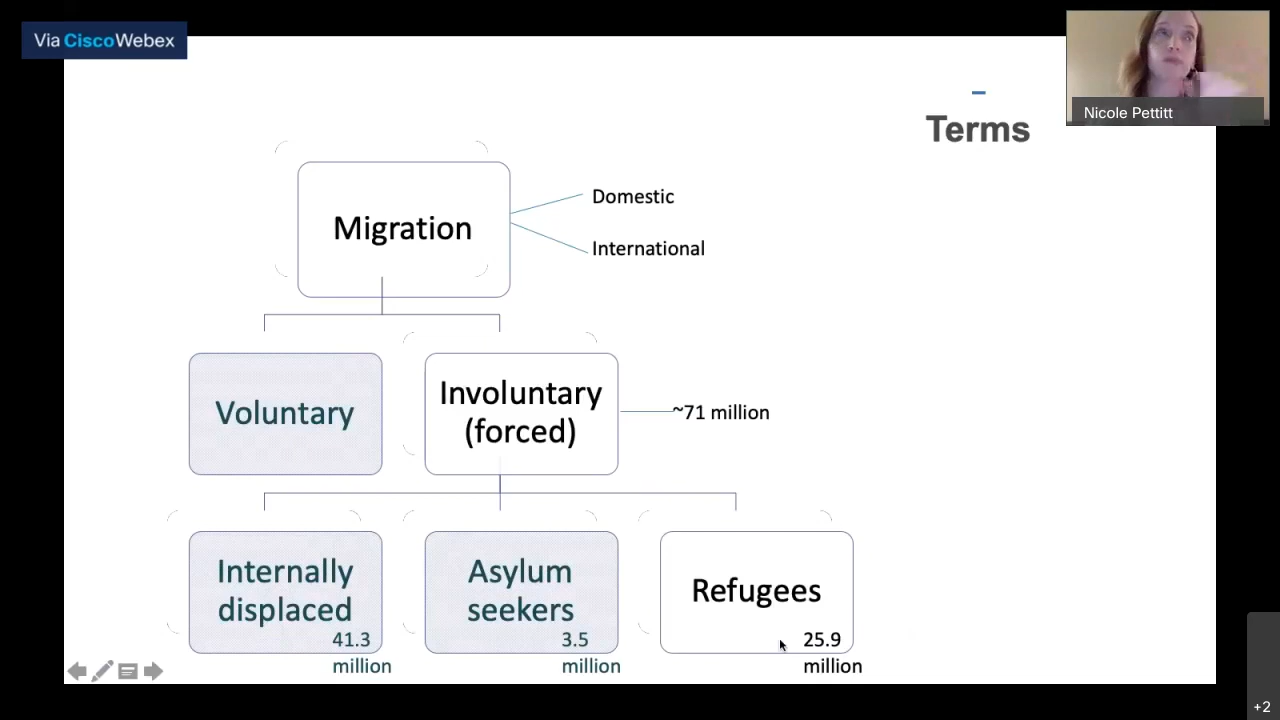 Via CiscoWebex
Nicole Pettitt
Terms
Migration
Domestic
International
Voluntary
Involuntary
(forced)
~71 million
Internally
displaced
41.3
million
Asylum
seekers
3.5
million
Refugees
25.9
million
+2